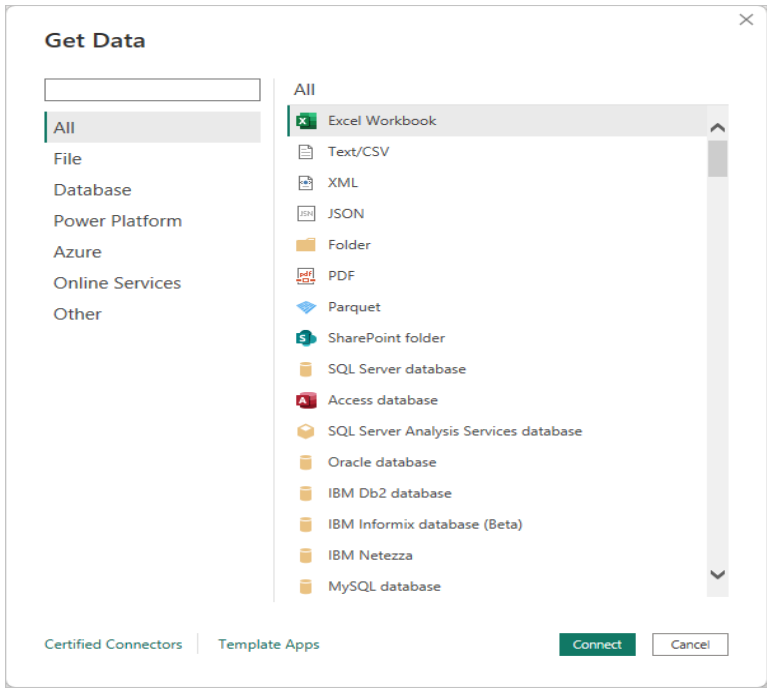 Get Data
All
File
Database
Power Platform
Azure
Online Services
Other
All
Excel Workbook
Text/CSV
XML
JSON
Folder
PDF
Parquet
SharePoint folder
SQL Server database
Access database
SQL Server Analysis Services database
Oracle database
IBM Db2 database
IBM Informix database (Beta)
IBM Netezza
MySQL database
Certified Connectors
Template Apps
Connect
Cancel